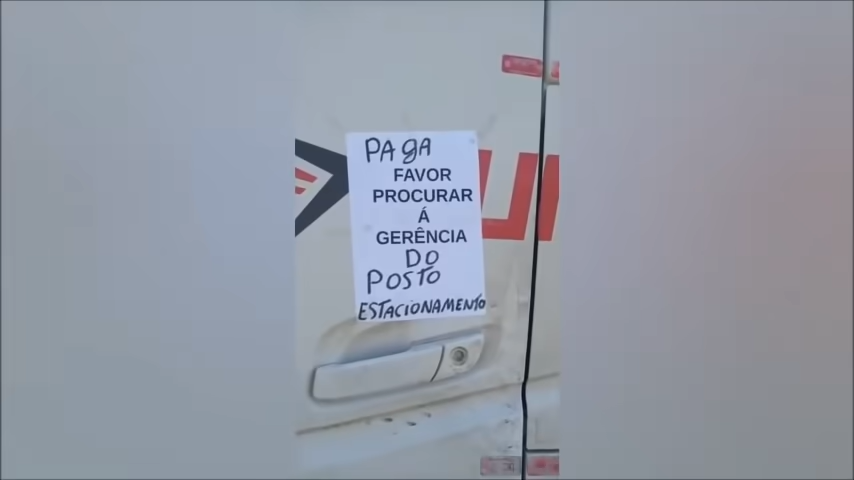 PAGA
FAVOR
PROCURAR
Á
GERÊNCIA
DO
POSTO
ESTACIONAMENTO